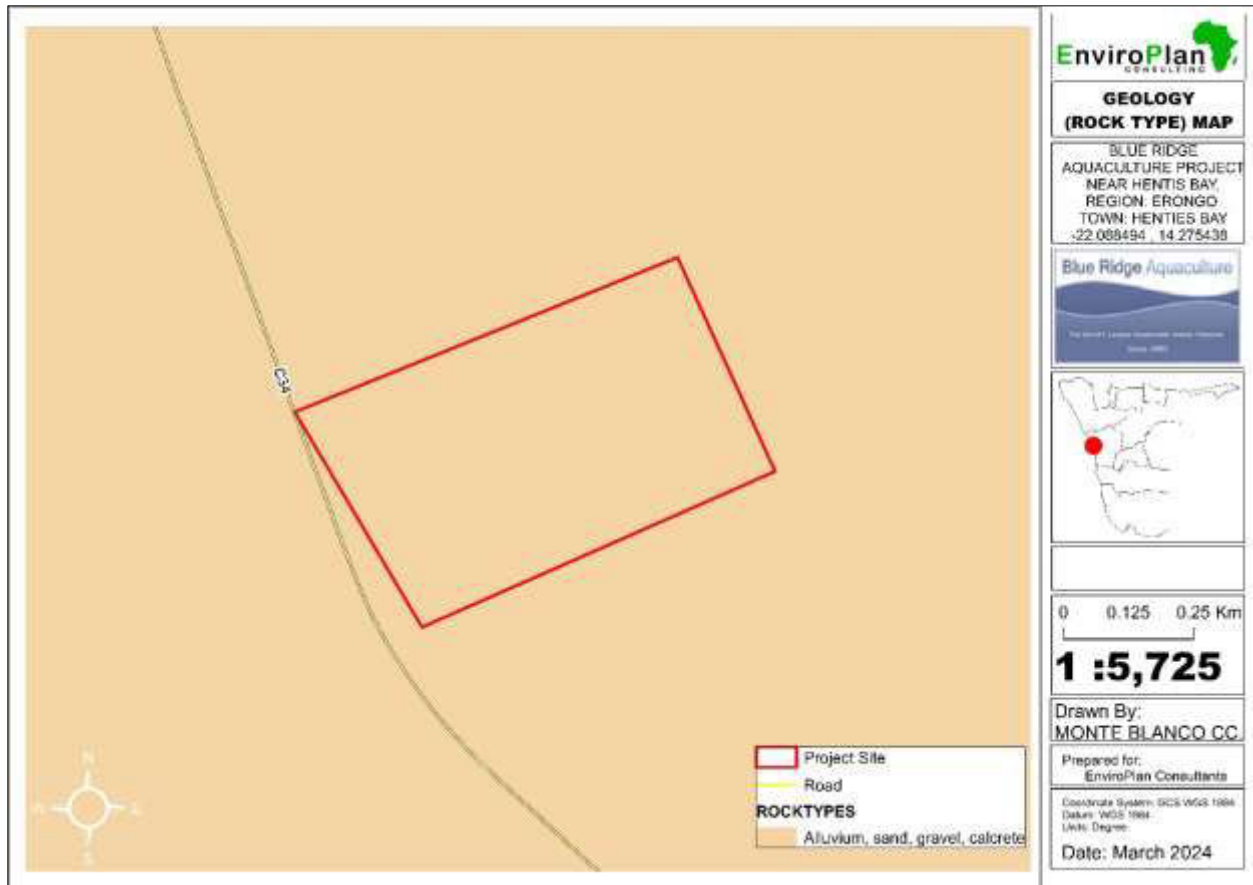 C34
N
W
E
S
Project Site
Road
ROCKTYPES
Alluvium, sand, gravel, calcrete
EnviroPlan
CONSULTING
GEOLOGY
(ROCK TYPE) MAP
BLUE RIDGE
AQUACULTURE PROJECT
NEAR HENTIS BAY,
REGION: ERONGO
TOWN: HENTIES BAY
-22.088494 , 14.275438
Blue Ridge Aquaculture
0 0.125 0.25 Km
1 :5,725
Drawn By:
MONTE BLANCO CC.
Prepared for:
EnviroPlan Consultants
Coordinate System: GCS WGS 1984
Datum: WGS 1984
Units: Degree
Date: March 2024